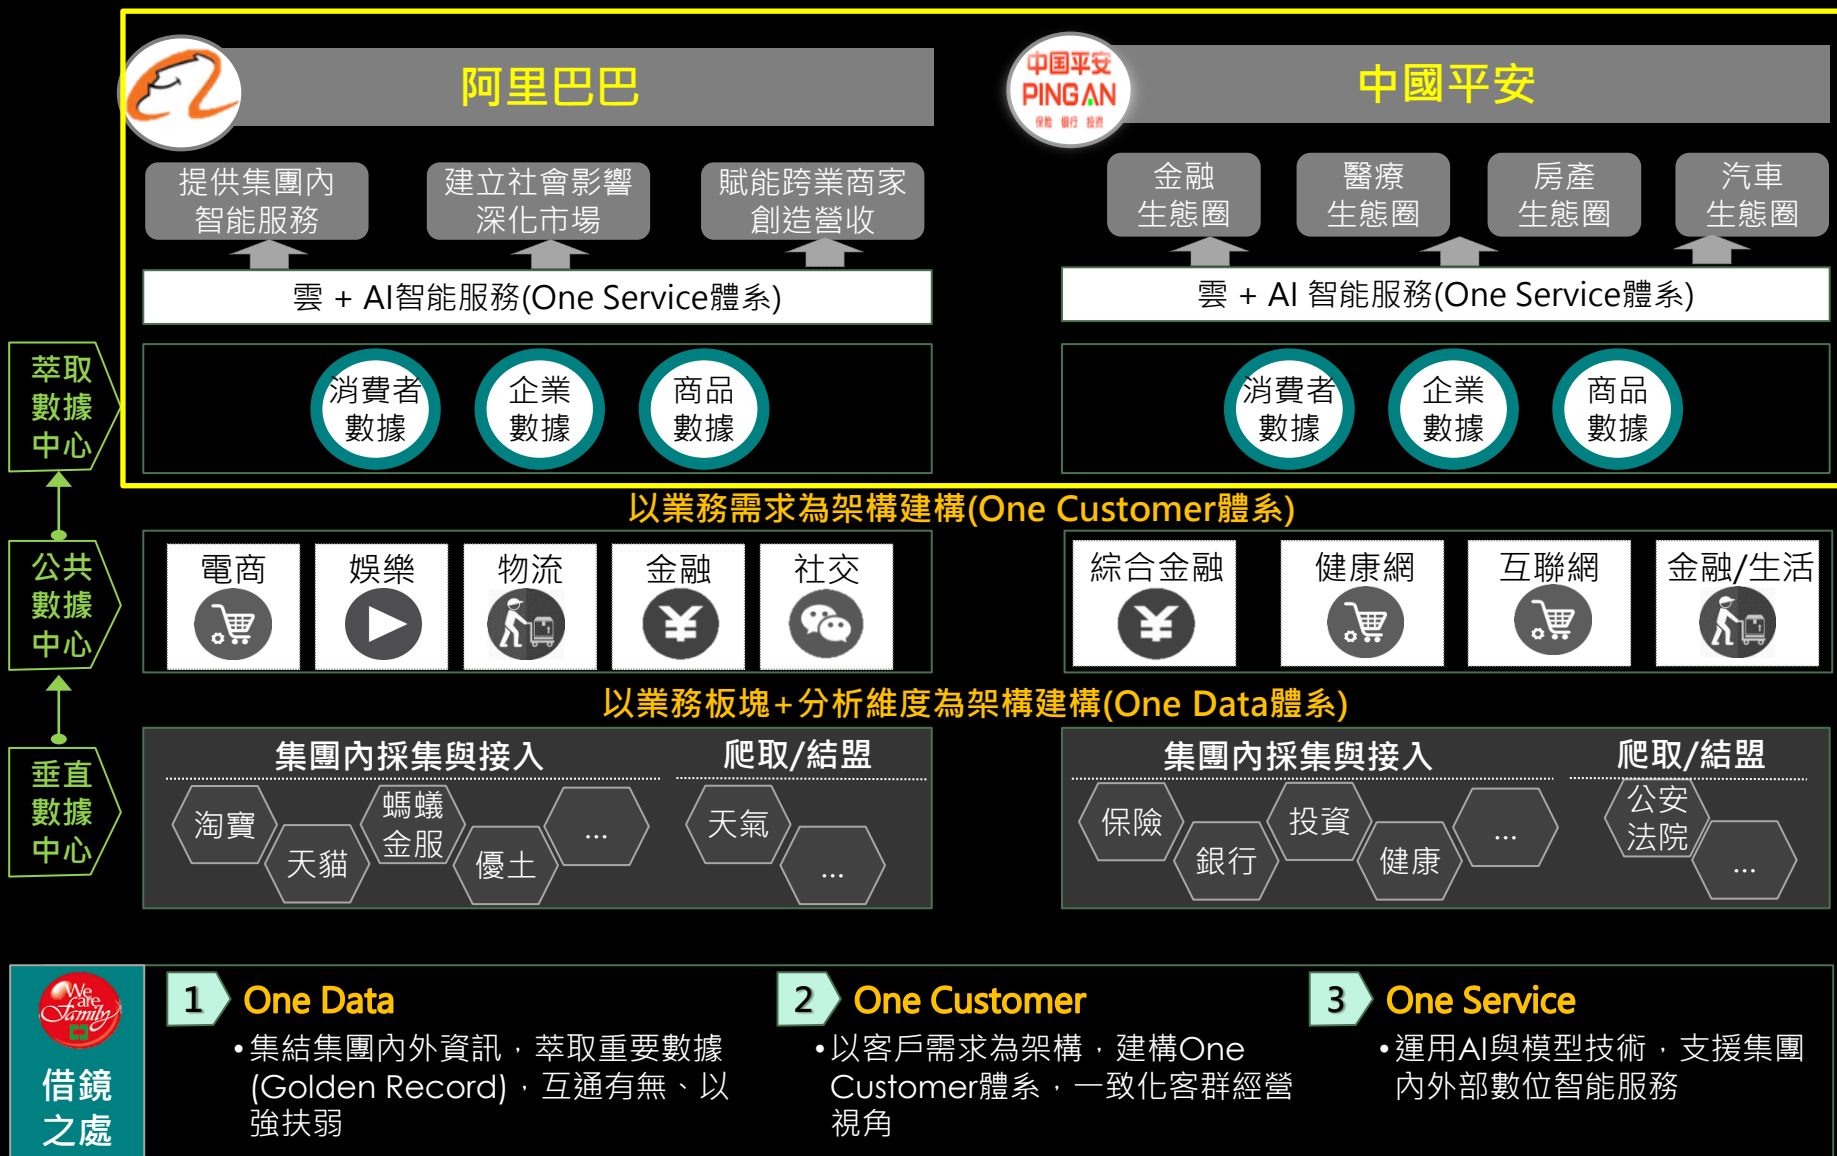 阿里巴巴
中国平安
PING AN
保险 银行 投资
中國平安
提供集團內
智能服務
建立社會影響
深化市場
賦能跨業商家
創造營收
金融
生態圈
醫療
生態圈
房產
生態圈
汽車
生態圈
雲 + AI智能服務(One Service體系)
雲 + AI 智能服務(One Service體系)
萃取
數據
中心
消費者
數據
企業
數據
商品
數據
消費者
數據
企業
數據
商品
數據
以業務需求為架構建構(One Customer體系)
公共
數據
中心
電商
娛樂
物流
金融
社交
綜合金融
健康網
互聯網
金融/生活
以業務板塊+分析維度為架構建構(One Data體系)
垂直
數據
中心
集團內採集與接入
爬取/結盟
淘寶
天貓
螞蟻
金服
優土
...
天氣
...
集團內採集與接入
爬取/結盟
保險
銀行
投資
健康
...
公安
法院
...
We
are
Family
借鏡
之處
1 One Data
•集結集團內外資訊，萃取重要數據
(Golden Record)，互通有無、以
強扶弱
2 One Customer
•以客戶需求為架構，建構One
Customer體系，一致化客群經營
視角
3 One Service
•運用AI與模型技術，支援集團
內外部數位智能服務